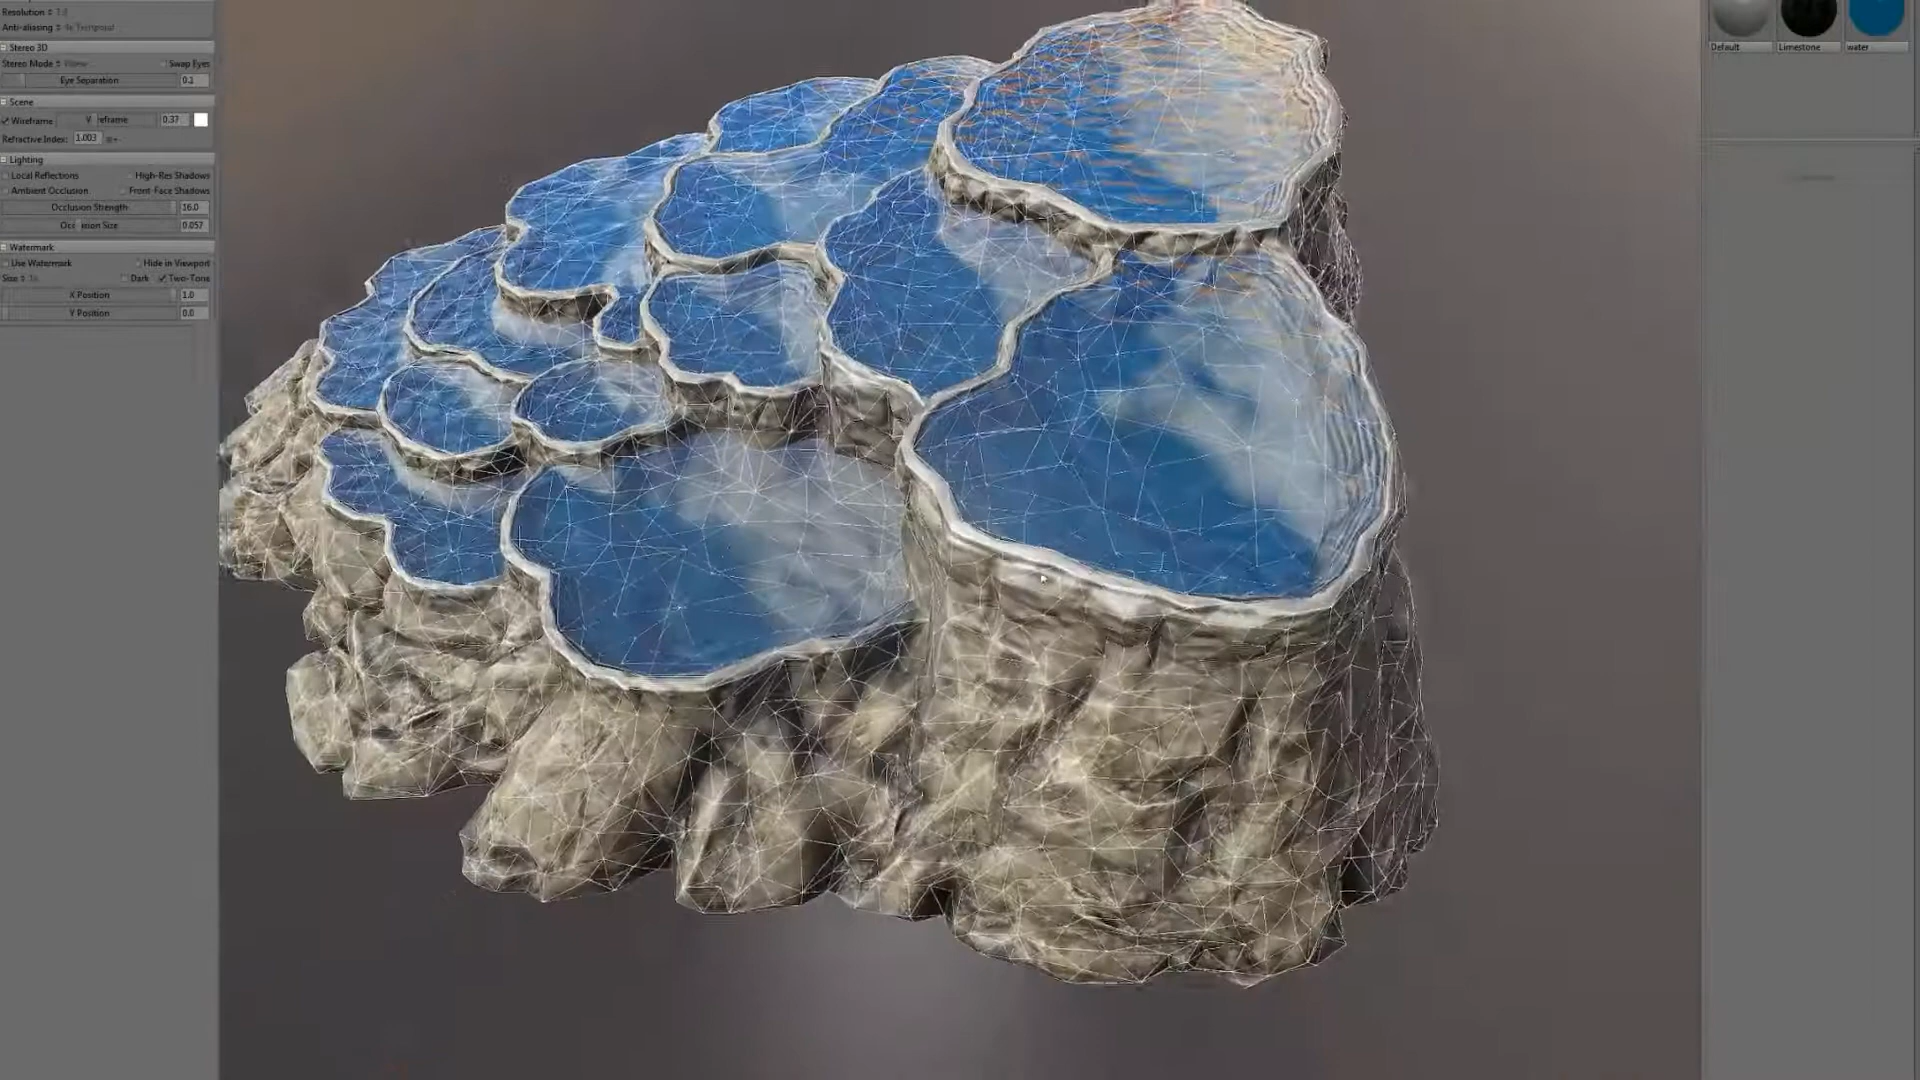 Resolution
Anti-aliasing
Stereo 3D
Stereo Mode
Swap Eyes
Eye Separation 0.1
Scene
Wireframe 0.37
Refractive Index: 1.003
Lighting
Local Reflections High-Res Shadows
Ambient Occlusion Front-Face Shadows
Occlusion Strength 16.0
Size 0.057
Watermark
Use Watermark Hide in Viewport
Size Dark Two-Tone
X Position 1.0
Y Position 0.0
Default Limestone water